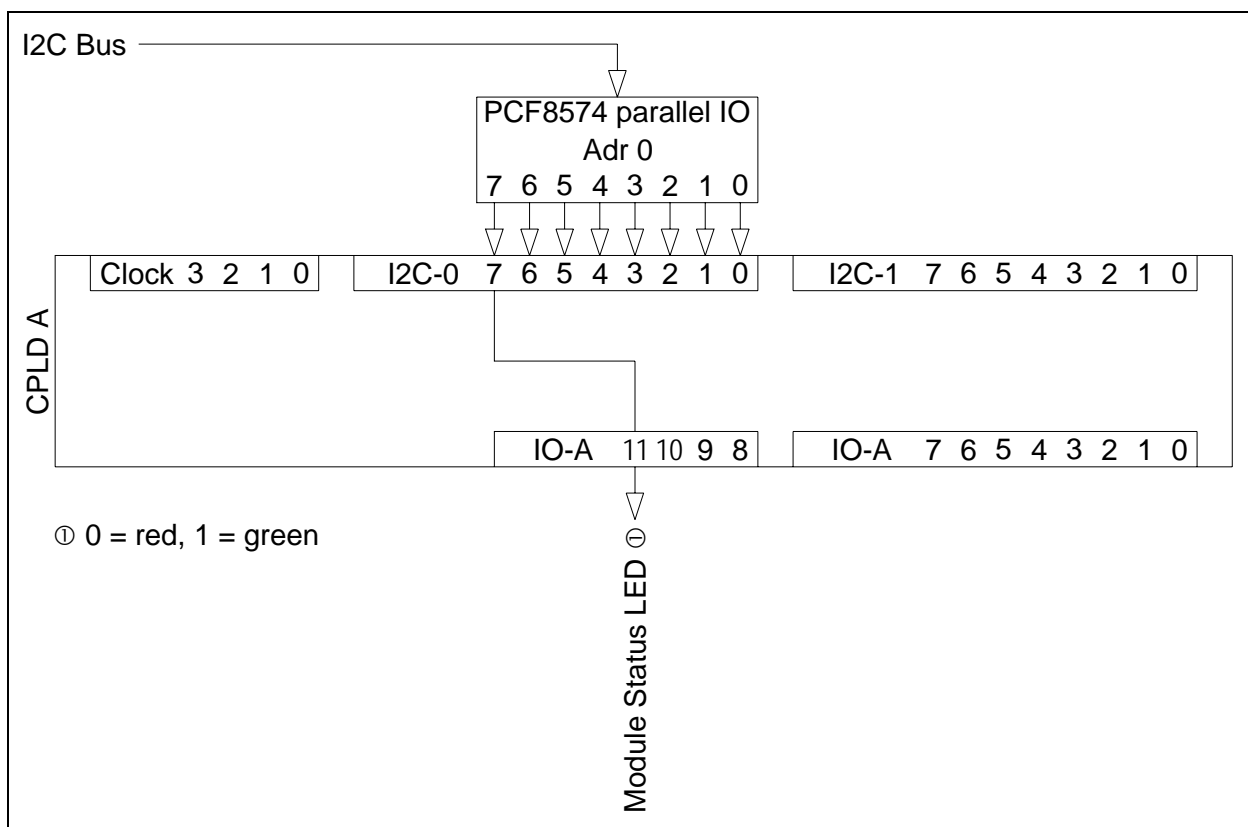 I2C Bus
PCF8574 parallel IO
Adr 0
7 6 5 4 3 2 1 0
Clock 3 2 1 0
I2C-0 7 6 5 4 3 2 1 0
I2C-1 7 6 5 4 3 2 1 0
CPLD A
IO-A 11 10 9 8
IO-A 7 6 5 4 3 2 1 0
① 0 = red, 1 = green
Module Status LED ①